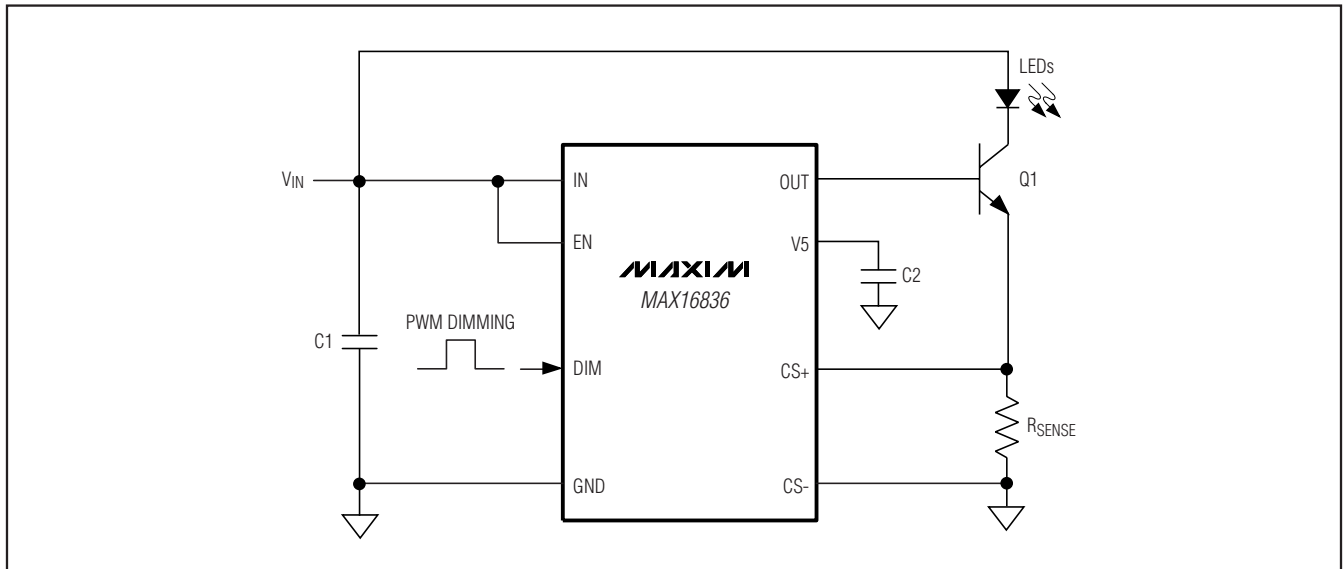 LEDs
VIN
IN
OUT
Q1
EN
V5
MAXIM
MAX16836
C2
PWM DIMMING
C1
DIM
CS+
RSENSE
GND
CS-